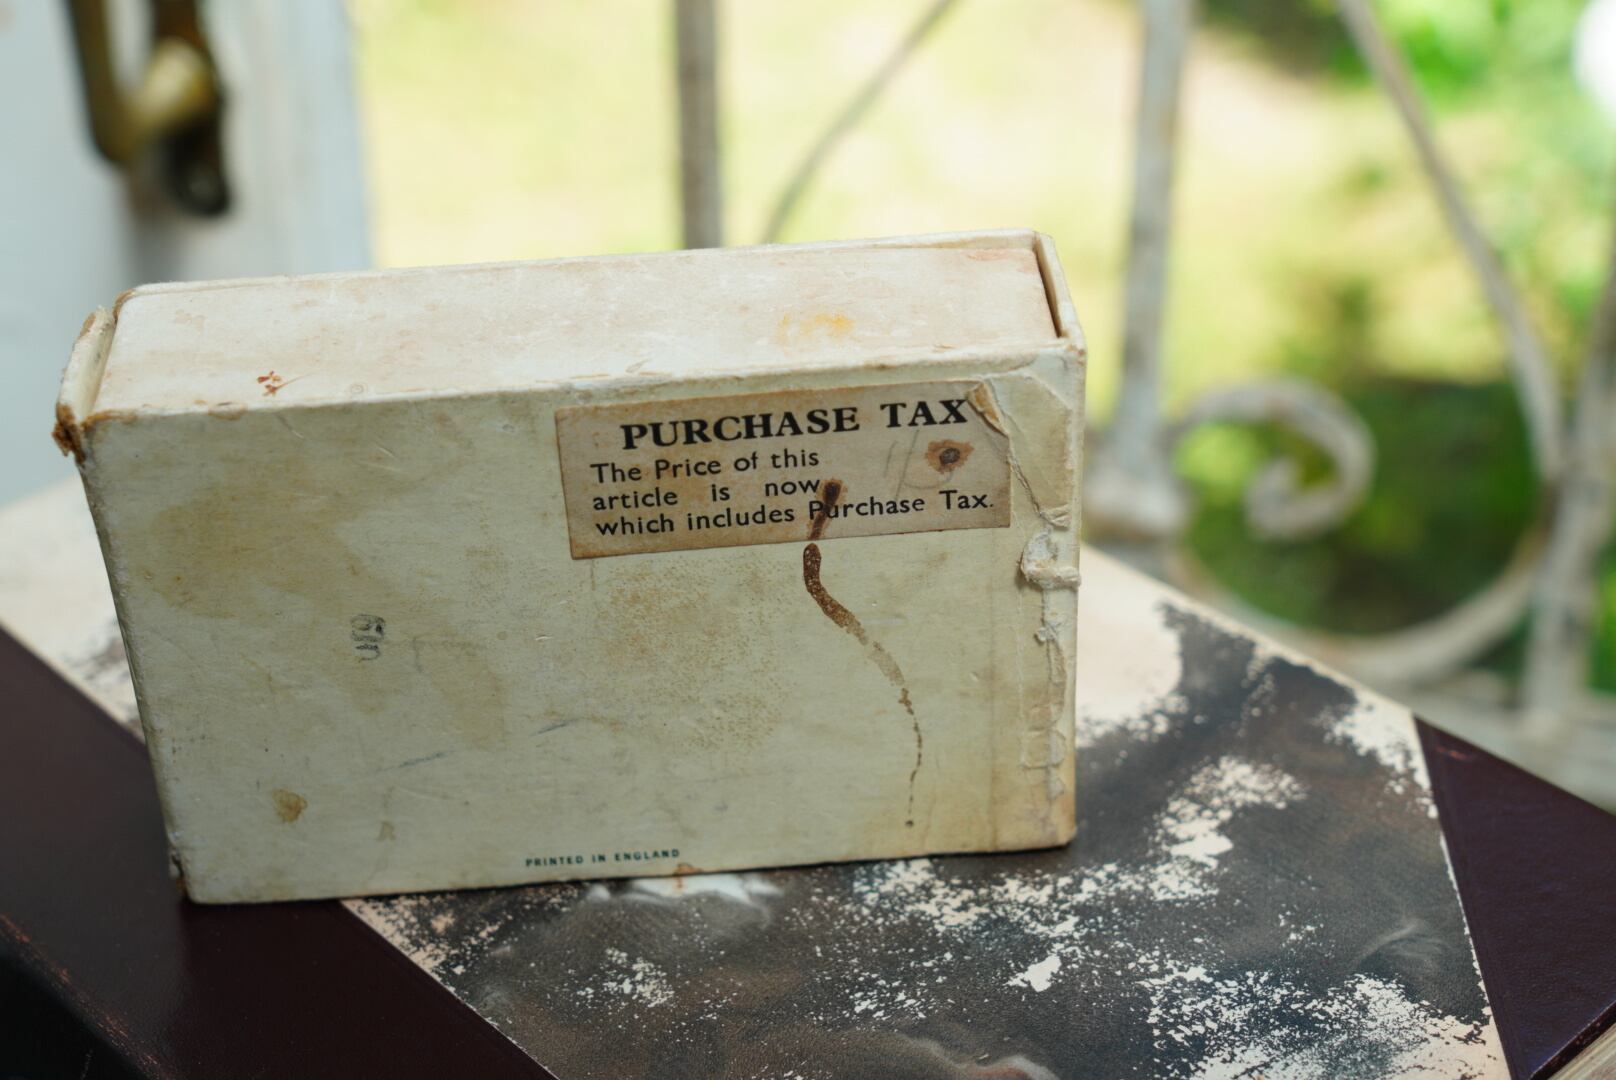 PURCHASE TAX
The Price of this
article is now
which includes Purchase Tax.
PRINTED IN ENGLAND